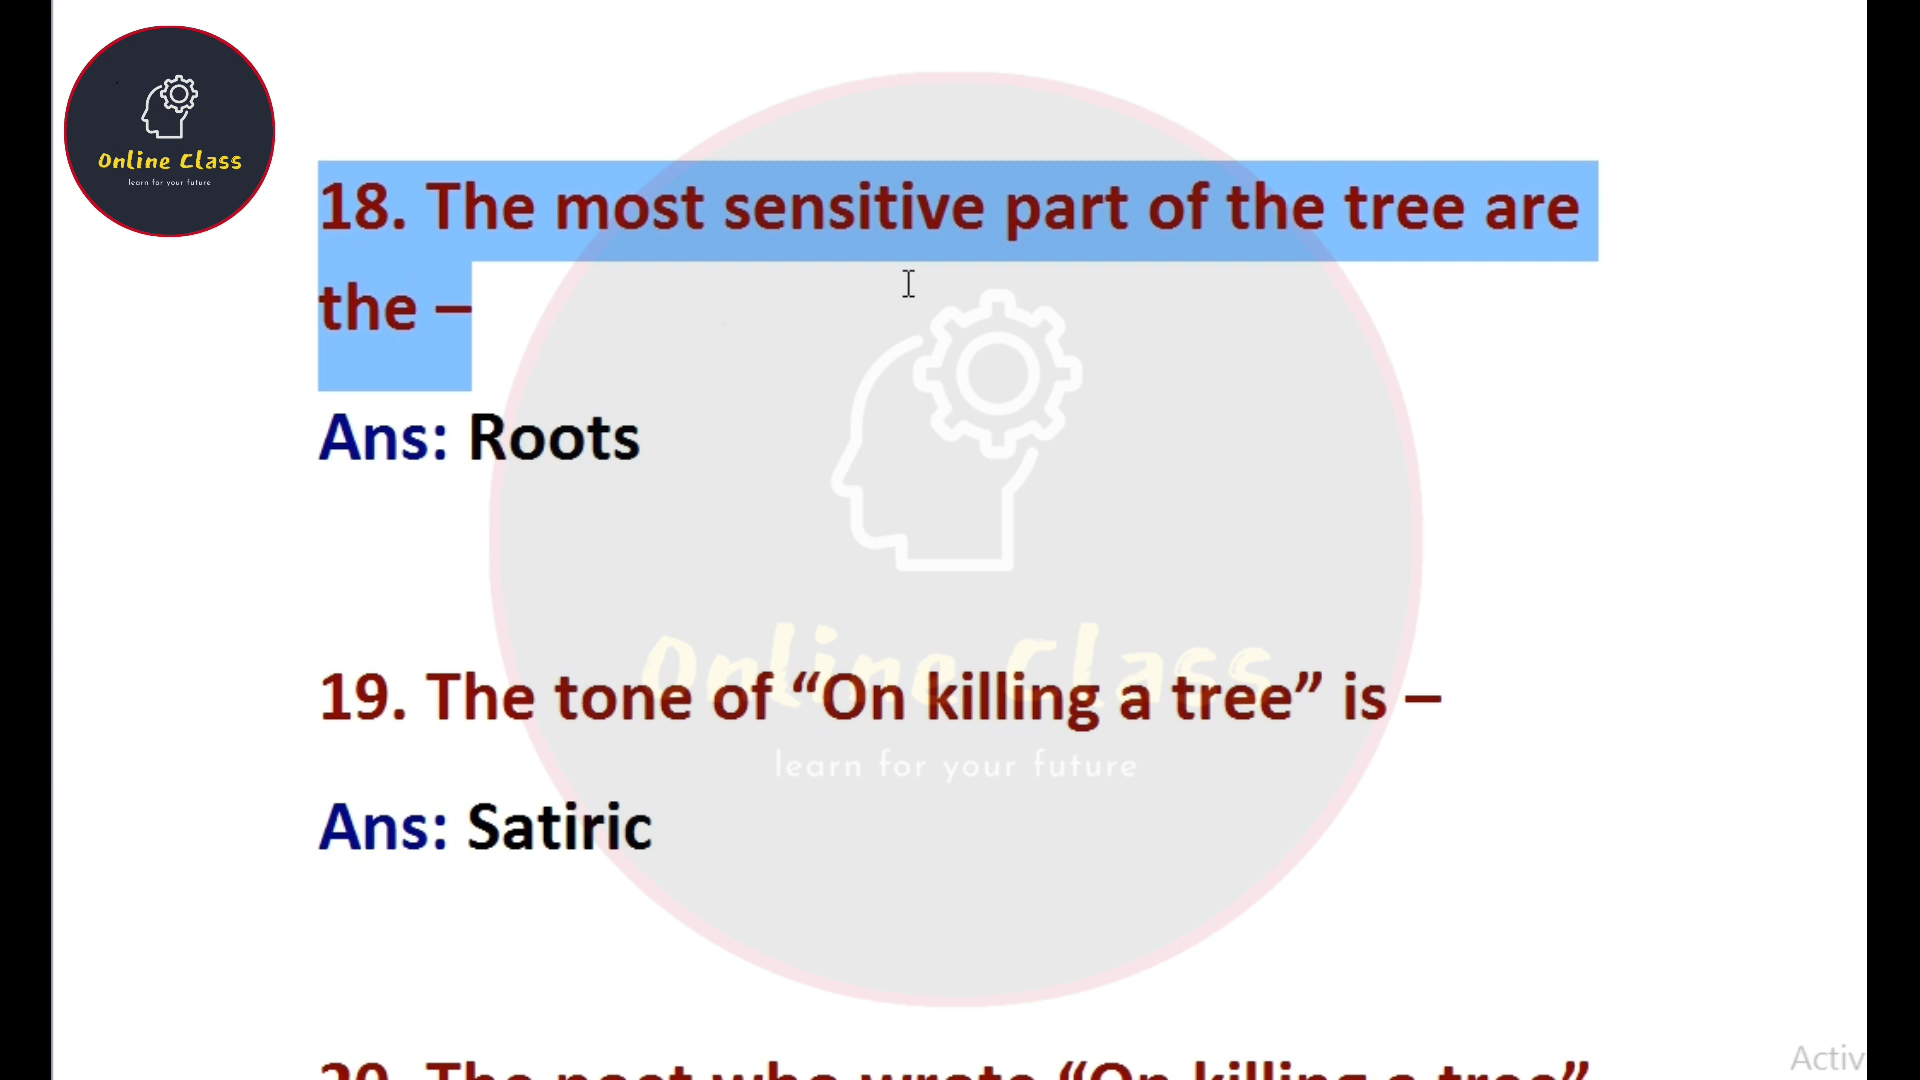 Online Class
learn for your future
18. The most sensitive part of the tree are
the –
Ans: Roots
Online Class
19. The tone of “On killing a tree” is –
learn for your future
Ans: Satiric
20. The poet who wrote “On killing a tree”
Activ